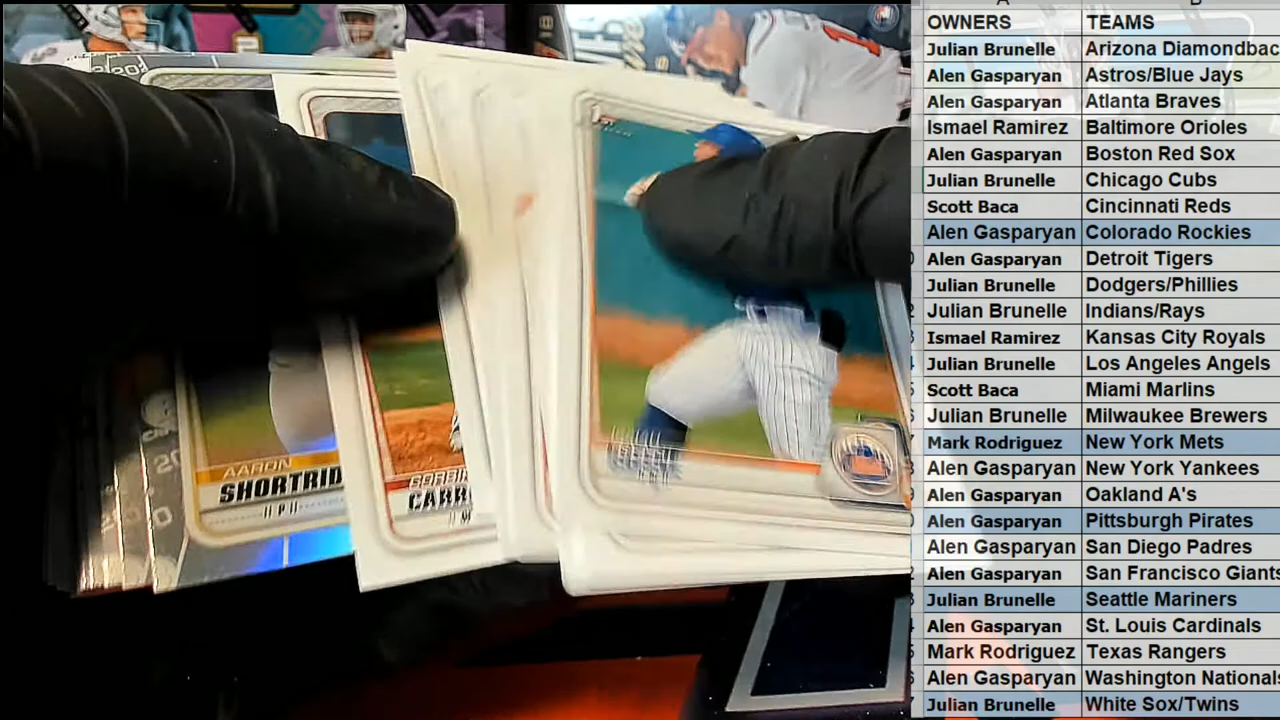 OWNERS TEAMS
Julian Brunelle Arizona Diamondbac
Alen Gasparyan Astros/Blue Jays
Alen Gasparyan Atlanta Braves
Ismael Ramirez Baltimore Orioles
Alen Gasparyan Boston Red Sox
Julian Brunelle Chicago Cubs
Scott Baca Cincinnati Reds
Alen Gasparyan Colorado Rockies
Alen Gasparyan Detroit Tigers
Julian Brunelle Dodgers/Phillies
Julian Brunelle Indians/Rays
Ismael Ramirez Kansas City Royals
Julian Brunelle Los Angeles Angels
Scott Baca Miami Marlins
Julian Brunelle Milwaukee Brewers
Mark Rodriguez New York Mets
Alen Gasparyan New York Yankees
Alen Gasparyan Oakland A's
Alen Gasparyan Pittsburgh Pirates
Alen Gasparyan San Diego Padres
Alen Gasparyan San Francisco Giants
Julian Brunelle Seattle Mariners
Alen Gasparyan St. Louis Cardinals
Mark Rodriguez Texas Rangers
Alen Gasparyan Washington Nationals
Julian Brunelle White Sox/Twins
AARON
SHORTRID
P
CORBIN
CARR